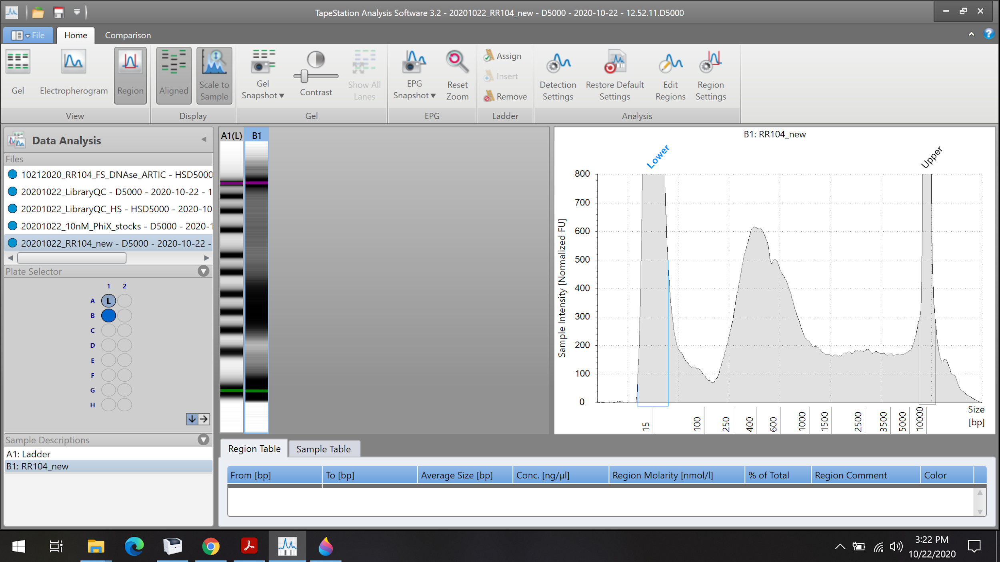 TapeStation Analysis Software 3.2 - 20201022_RR104_new - D5000 - 2020-10-22 - 12.52.11.D5000
File
Home
Comparison
Gel
Electropherogram
Region
View
Aligned
Scale to
Sample
Display
Gel
Snapshot
Contrast
Show All
Lanes
Gel
EPG
Snapshot
Reset
Zoom
EPG
Assign
Insert
Remove
Ladder
Detection
Settings
Restore Default
Settings
Edit
Regions
Region
Settings
Analysis
Data Analysis
Files
10212020_RR104_FS_DNAse_ARTIC - HSD5000
20201022_LibraryQC - D5000 - 2020-10-22 - 1
20201022_LibraryQC_HS - HSD5000 - 2020-10
20201022_10nM_PhiX_stocks - D5000 - 2020-1
20201022_RR104_new - D5000 - 2020-10-22 -
Plate Selector
1 2
A L
B
C
D
E
F
G
H
Sample Descriptions
A1: Ladder
B1: RR104_new
A1(L) B1
B1: RR104_new
Lower
Upper
Sample Intensity [Normalized FU]
800
700
600
500
400
300
200
100
0
15 100 250 400 600 1000 1500 2500 3500 5000 10000
Size
[bp]
Region Table
Sample Table
From [bp] To [bp] Average Size [bp] Conc. [ng/µl] Region Molarity [nmol/l] % of Total Region Comment Color
3:22 PM
10/22/2020